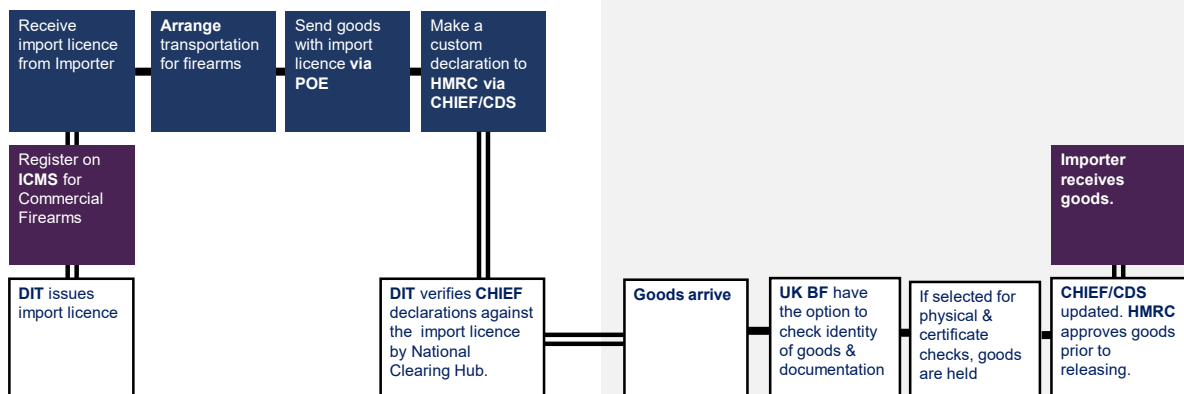 Receive
import licence
from Importer
Arrange
transportation
for firearms
Send goods
with import
licence via
POE
Make a
custom
declaration to
HMRC via
CHIEF/CDS
Register on
ICMS for
Commercial
Firearms
Importer
receives
goods.
DIT issues
import licence
DIT verifies CHIEF
declarations against
the import licence
by National
Clearing Hub.
Goods arrive
UK BF have
the option to
check identity
of goods &
documentation
If selected for
physical &
certificate
checks, goods
are held
CHIEF/CDS
updated. HMRC
approves goods
prior to
releasing.